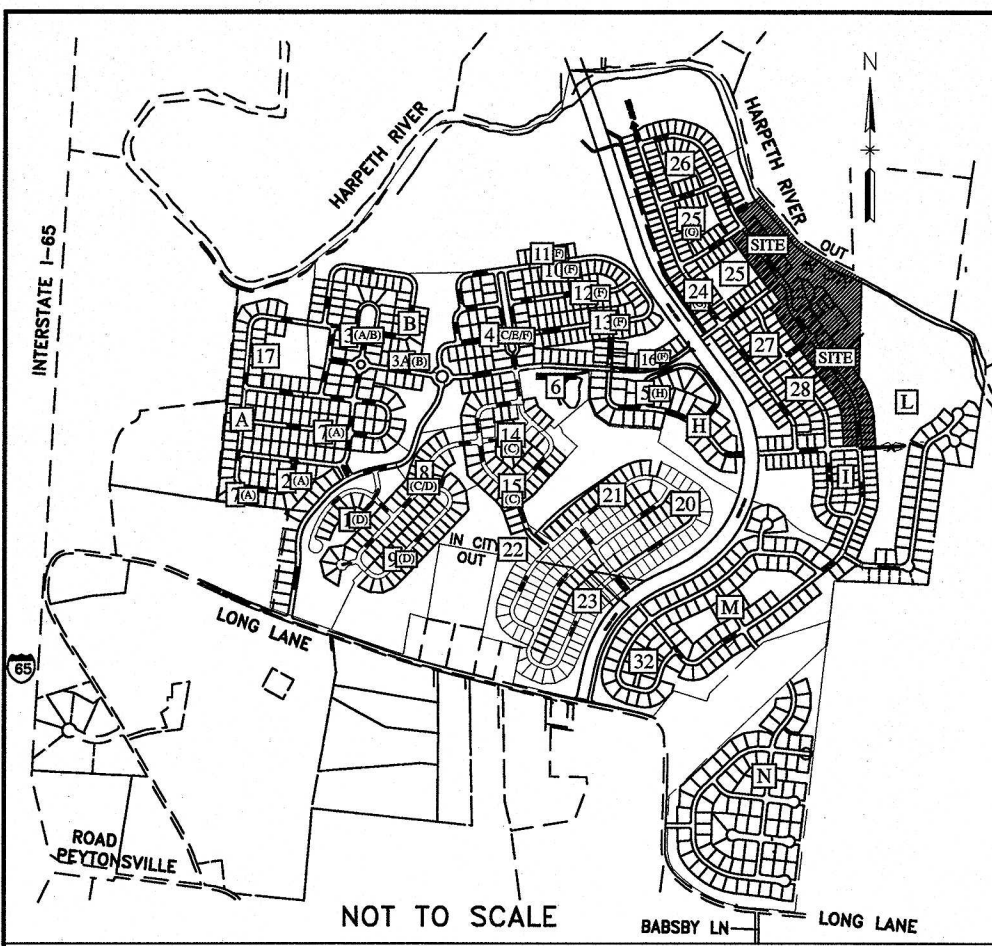 N
HARPETH RIVER
HARPETH RIVER
OUT
INTERSTATE I-65
26
25
(G)
SITE
25
24
11 (F)
10 (F)
12 (F)
13 (F)
B
3 (A/B)
3A (B)
4 C/E/F)
16 (F)
17
27
SITE
28
6
5 (H)
H
L
A
7 (A)
14
(C)
8
(C/D)
2 (A)
7 (A)
15
(C)
21
20
I
1 (D)
9 (D)
IN CITY
OUT
22
23
M
32
LONG LANE
65
N
ROAD
PEYTONSVILLE
NOT TO SCALE
BABSBY LN
LONG LANE